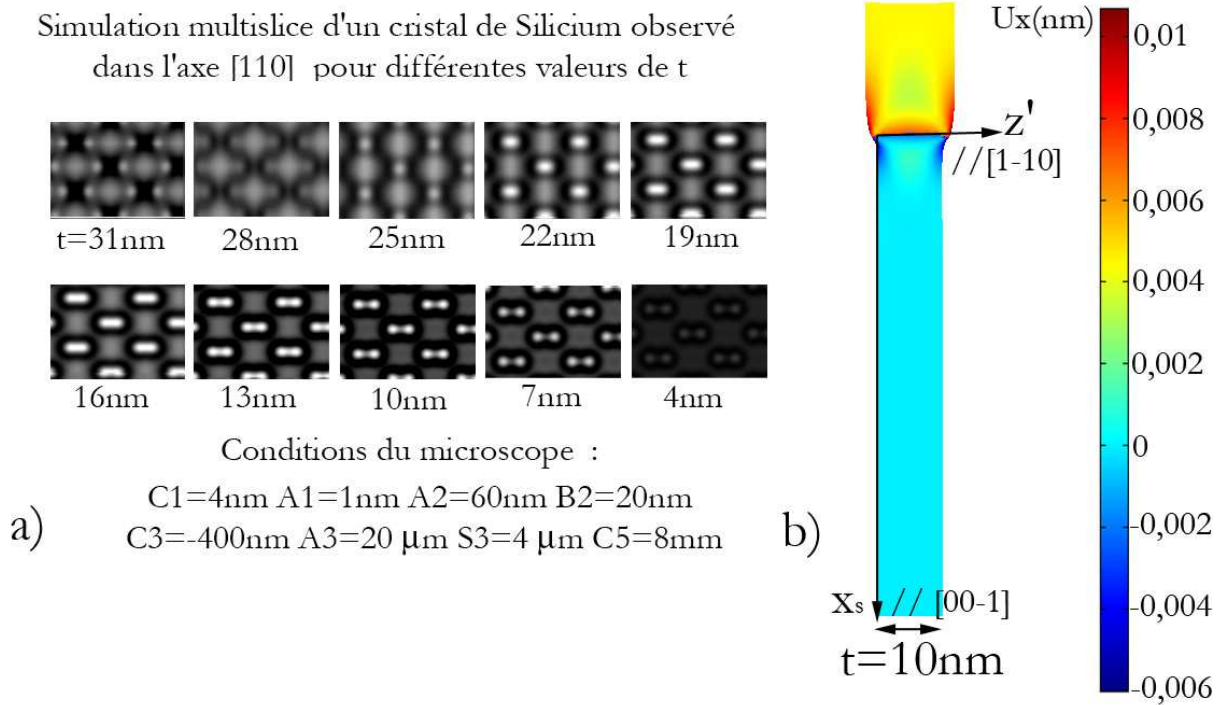 Simulation multislice d'un cristal de Silicium observé
dans l'axe [110] pour différentes valeurs de t
t=31nm 28nm 25nm 22nm 19nm
16nm 13nm 10nm 7nm 4nm
Conditions du microscope :
C1=4nm A1=1nm A2=60nm B2=20nm
C3=-400nm A3=20 μm S3=4 μm C5=8mm
a)
Ux(nm)
z'
//[1-10]
xs // [00-1]
t=10nm
b)
0,01
0,008
0,006
0,004
0,002
0
-0,002
-0,004
-0,006